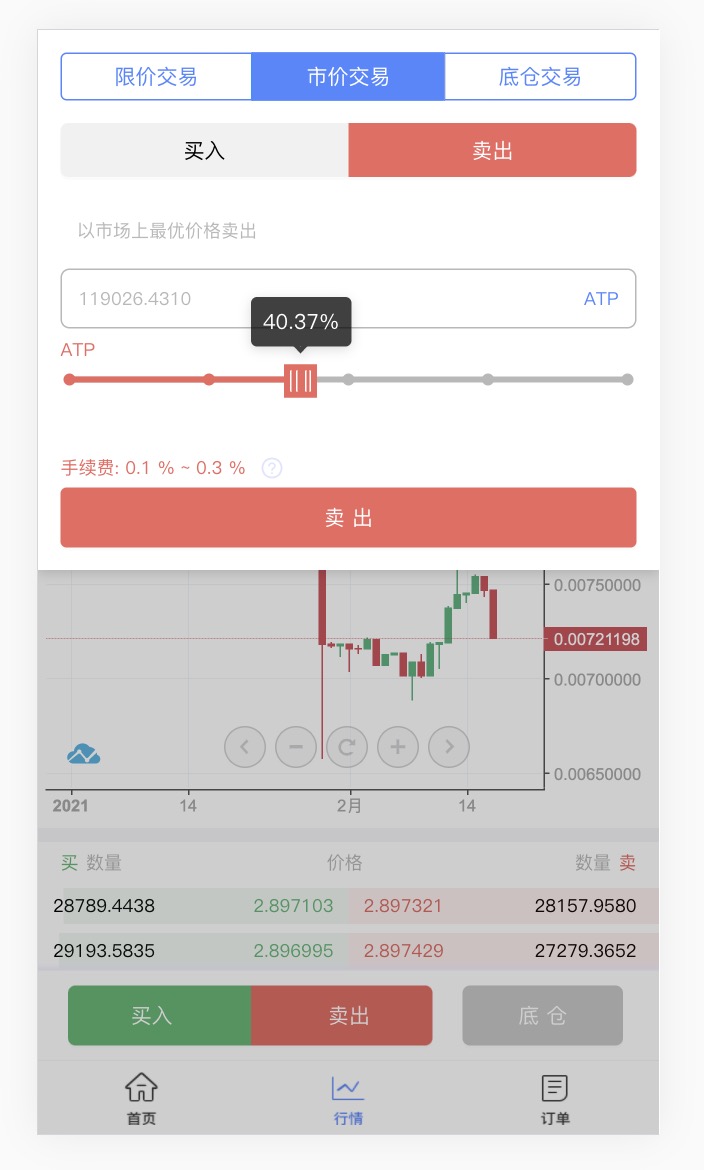 限价交易 市价交易 底仓交易
买入 卖出
以市场上最优价格卖出
119026.4310 ATP
40.37%
ATP
手续费: 0.1 % ~ 0.3 % ?
卖 出
0.00750000
0.00721198
0.00700000
0.00650000
2021 14 2月 14
买 数量 价格 数量 卖
28789.4438 2.897103 2.897321 28157.9580
29193.5835 2.896995 2.897429 27279.3652
买入 卖出 底 仓
首页 行情 订单